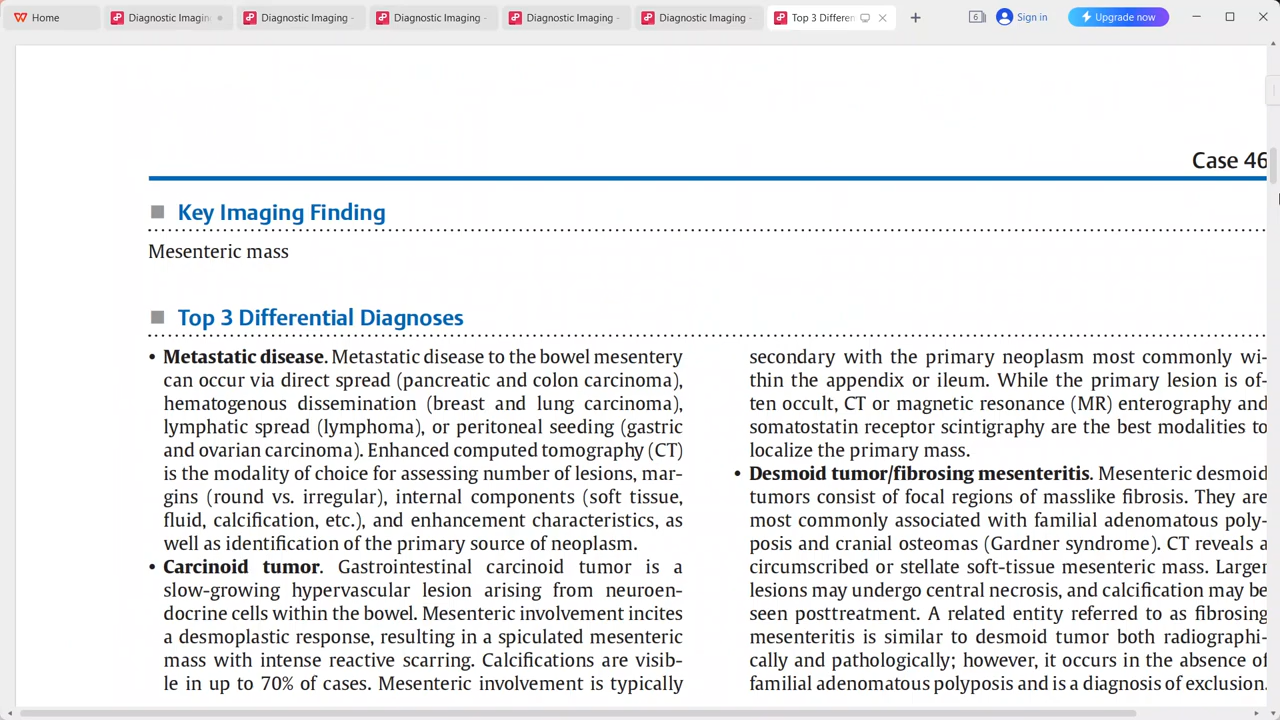 Home
Diagnostic Imaging
Diagnostic Imaging -
Diagnostic Imaging -
Diagnostic Imaging -
Diagnostic Imaging -
Top 3 Differen
6
Sign in
Upgrade now
Case 46
Key Imaging Finding
Mesenteric mass
Top 3 Differential Diagnoses
• Metastatic disease. Metastatic disease to the bowel mesentery
can occur via direct spread (pancreatic and colon carcinoma),
hematogenous dissemination (breast and lung carcinoma),
lymphatic spread (lymphoma), or peritoneal seeding (gastric
and ovarian carcinoma). Enhanced computed tomography (CT)
is the modality of choice for assessing number of lesions, mar-
gins (round vs. irregular), internal components (soft tissue,
fluid, calcification, etc.), and enhancement characteristics, as
well as identification of the primary source of neoplasm.
• Carcinoid tumor. Gastrointestinal carcinoid tumor is a
slow-growing hypervascular lesion arising from neuroen-
docrine cells within the bowel. Mesenteric involvement incites
a desmoplastic response, resulting in a spiculated mesenteric
mass with intense reactive scarring. Calcifications are visib-
le in up to 70% of cases. Mesenteric involvement is typically
secondary with the primary neoplasm most commonly wi-
thin the appendix or ileum. While the primary lesion is of-
ten occult, CT or magnetic resonance (MR) enterography and
somatostatin receptor scintigraphy are the best modalities to
localize the primary mass.
• Desmoid tumor/fibrosing mesenteritis. Mesenteric desmoid
tumors consist of focal regions of masslike fibrosis. They are
most commonly associated with familial adenomatous poly-
posis and cranial osteomas (Gardner syndrome). CT reveals a
circumscribed or stellate soft-tissue mesenteric mass. Larger
lesions may undergo central necrosis, and calcification may be
seen posttreatment. A related entity referred to as fibrosing
mesenteritis is similar to desmoid tumor both radiographi-
cally and pathologically; however, it occurs in the absence of
familial adenomatous polyposis and is a diagnosis of exclusion.